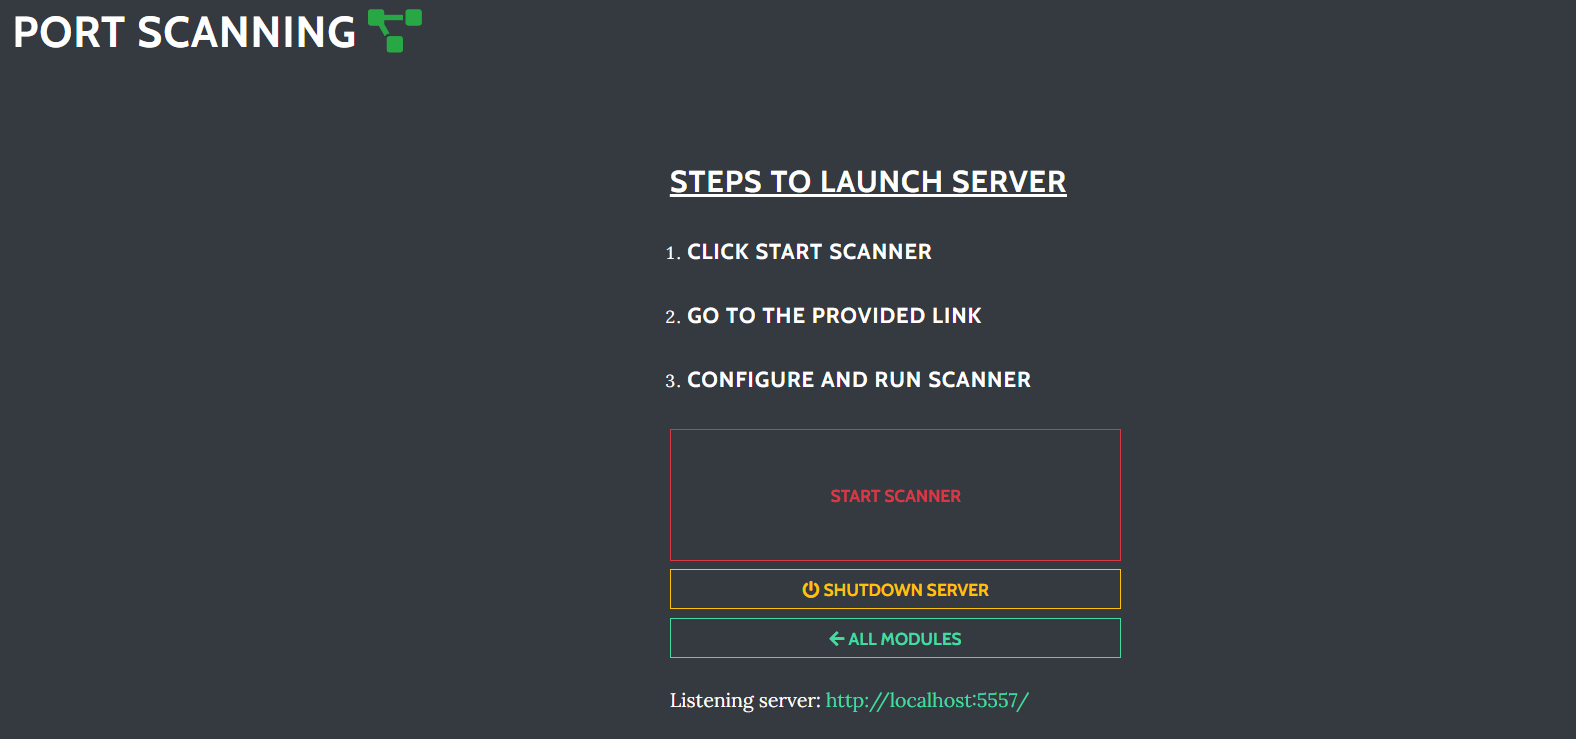 PORT SCANNING
STEPS TO LAUNCH SERVER
1. CLICK START SCANNER
2. GO TO THE PROVIDED LINK
3. CONFIGURE AND RUN SCANNER
START SCANNER
SHUTDOWN SERVER
ALL MODULES
Listening server: http://localhost:5557/